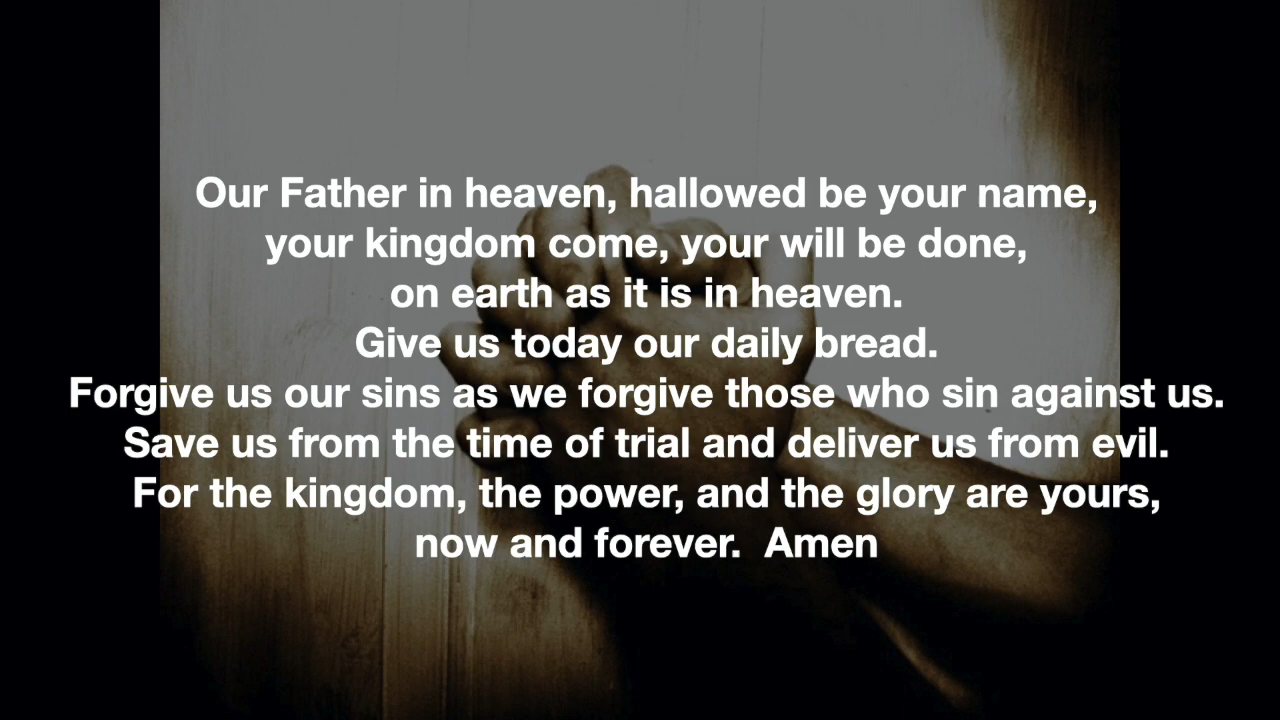 Our Father in heaven, hallowed be your name,
your kingdom come, your will be done,
on earth as it is in heaven.
Give us today our daily bread.
Forgive us our sins as we forgive those who sin against us.
Save us from the time of trial and deliver us from evil.
For the kingdom, the power, and the glory are yours,
now and forever.  Amen